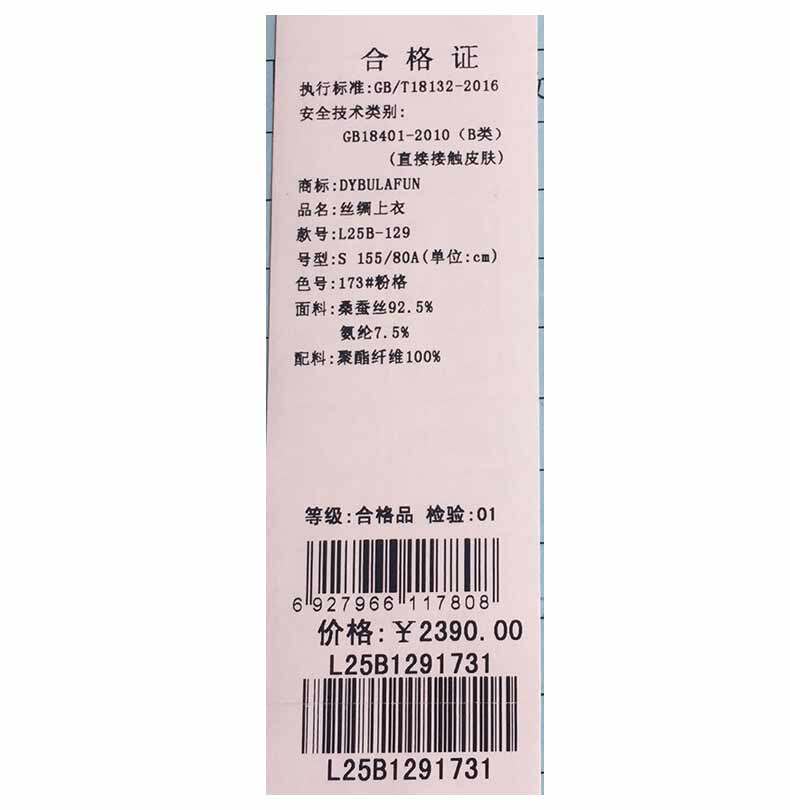 合格证
执行标准:GB/T18132-2016
安全技术类别:
GB18401-2010（B类）
(直接接触皮肤)
商标:DYBULAFUN
品名:丝绸上衣
款号:L25B-129
号型:S 155/80A(单位:cm)
色号:173#粉格
面料:桑蚕丝92.5%
氨纶7.5%
配料:聚酯纤维100%
等级:合格品 检验:01
6 927966 117808
价格:￥2390.00
L25B1291731
L25B1291731